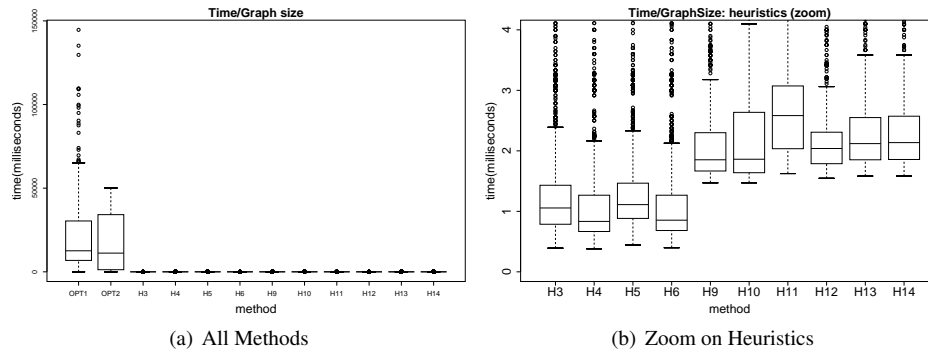 Time/Graph size
time(milliseconds)
150000
100000
50000
0
OPT1 OPT2 H3 H4 H5 H6 H9 H10 H11 H12 H13 H14
method
(a) All Methods
Time/GraphSize: heuristics (zoom)
time(milliseconds)
4
3
2
1
0
H3 H4 H5 H6 H9 H10 H11 H12 H13 H14
method
(b) Zoom on Heuristics